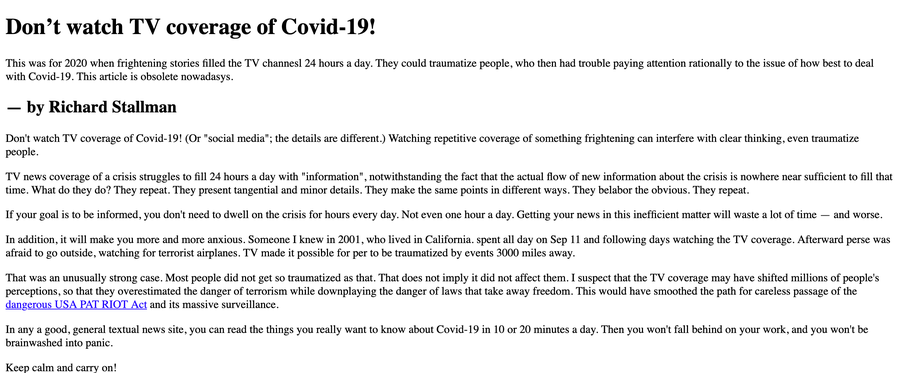 Don't watch TV coverage of Covid-19!
This was for 2020 when frightening stories filled the TV channesl 24 hours a day. They could traumatize people, who then had trouble paying attention rationally to the issue of how best to deal
with Covid-19. This article is obsolete nowadasys.
— by Richard Stallman
Don't watch TV coverage of Covid-19! (Or "social media"; the details are different.) Watching repetitive coverage of something frightening can interfere with clear thinking, even traumatize
people.
TV news coverage of a crisis struggles to fill 24 hours a day with "information", notwithstanding the fact that the actual flow of new information about the crisis is nowhere near sufficient to fill that
time. What do they do? They repeat. They present tangential and minor details. They make the same points in different ways. They belabor the obvious. They repeat.
If your goal is to be informed, you don't need to dwell on the crisis for hours every day. Not even one hour a day. Getting your news in this inefficient matter will waste a lot of time — and worse.
In addition, it will make you more and more anxious. Someone I knew in 2001, who lived in California. spent all day on Sep 11 and following days watching the TV coverage. Afterward perse was
afraid to go outside, watching for terrorist airplanes. TV made it possible for per to be traumatized by events 3000 miles away.
That was an unusually strong case. Most people did not get so traumatized as that. That does not imply it did not affect them. I suspect that the TV coverage may have shifted millions of people's
perceptions, so that they overestimated the danger of terrorism while downplaying the danger of laws that take away freedom. This would have smoothed the path for careless passage of the
dangerous USA PAT RIOT Act and its massive surveillance.
In any a good, general textual news site, you can read the things you really want to know about Covid-19 in 10 or 20 minutes a day. Then you won't fall behind on your work, and you won't be
brainwashed into panic.
Keep calm and carry on!